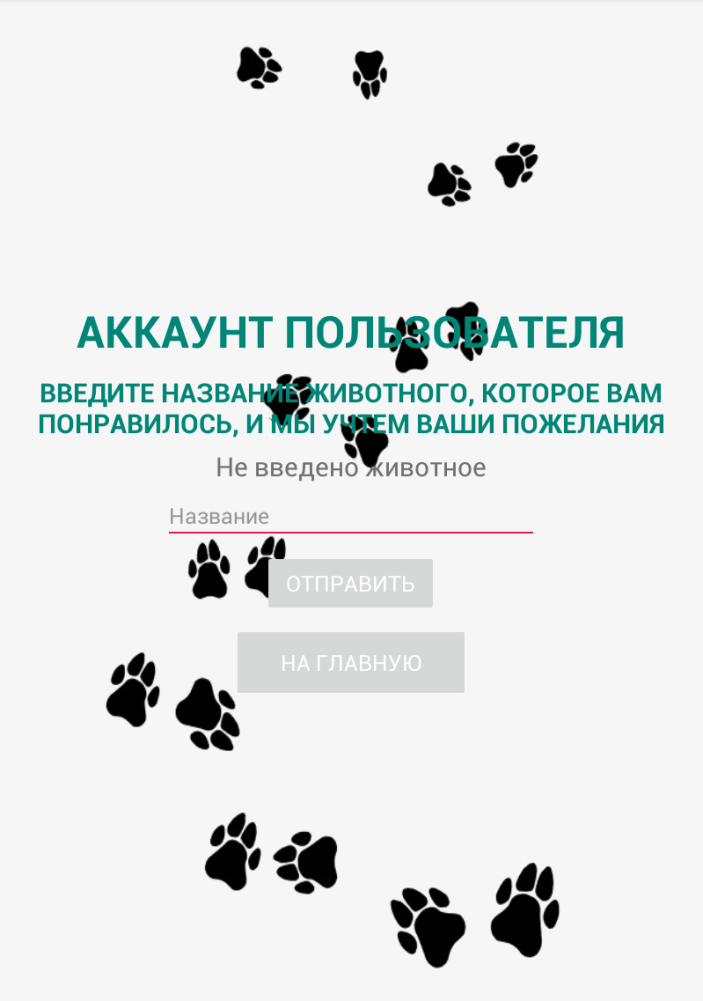 АККАУНТ ПОЛЬЗОВАТЕЛЯ
ВВЕДИТЕ НАЗВАНИЕ ЖИВОТНОГО, КОТОРОЕ ВАМ
ПОНРАВИЛОСЬ, И МЫ УЧТЕМ ВАШИ ПОЖЕЛАНИЯ
Не введено животное
Название
ОТПРАВИТЬ
НА ГЛАВНУЮ